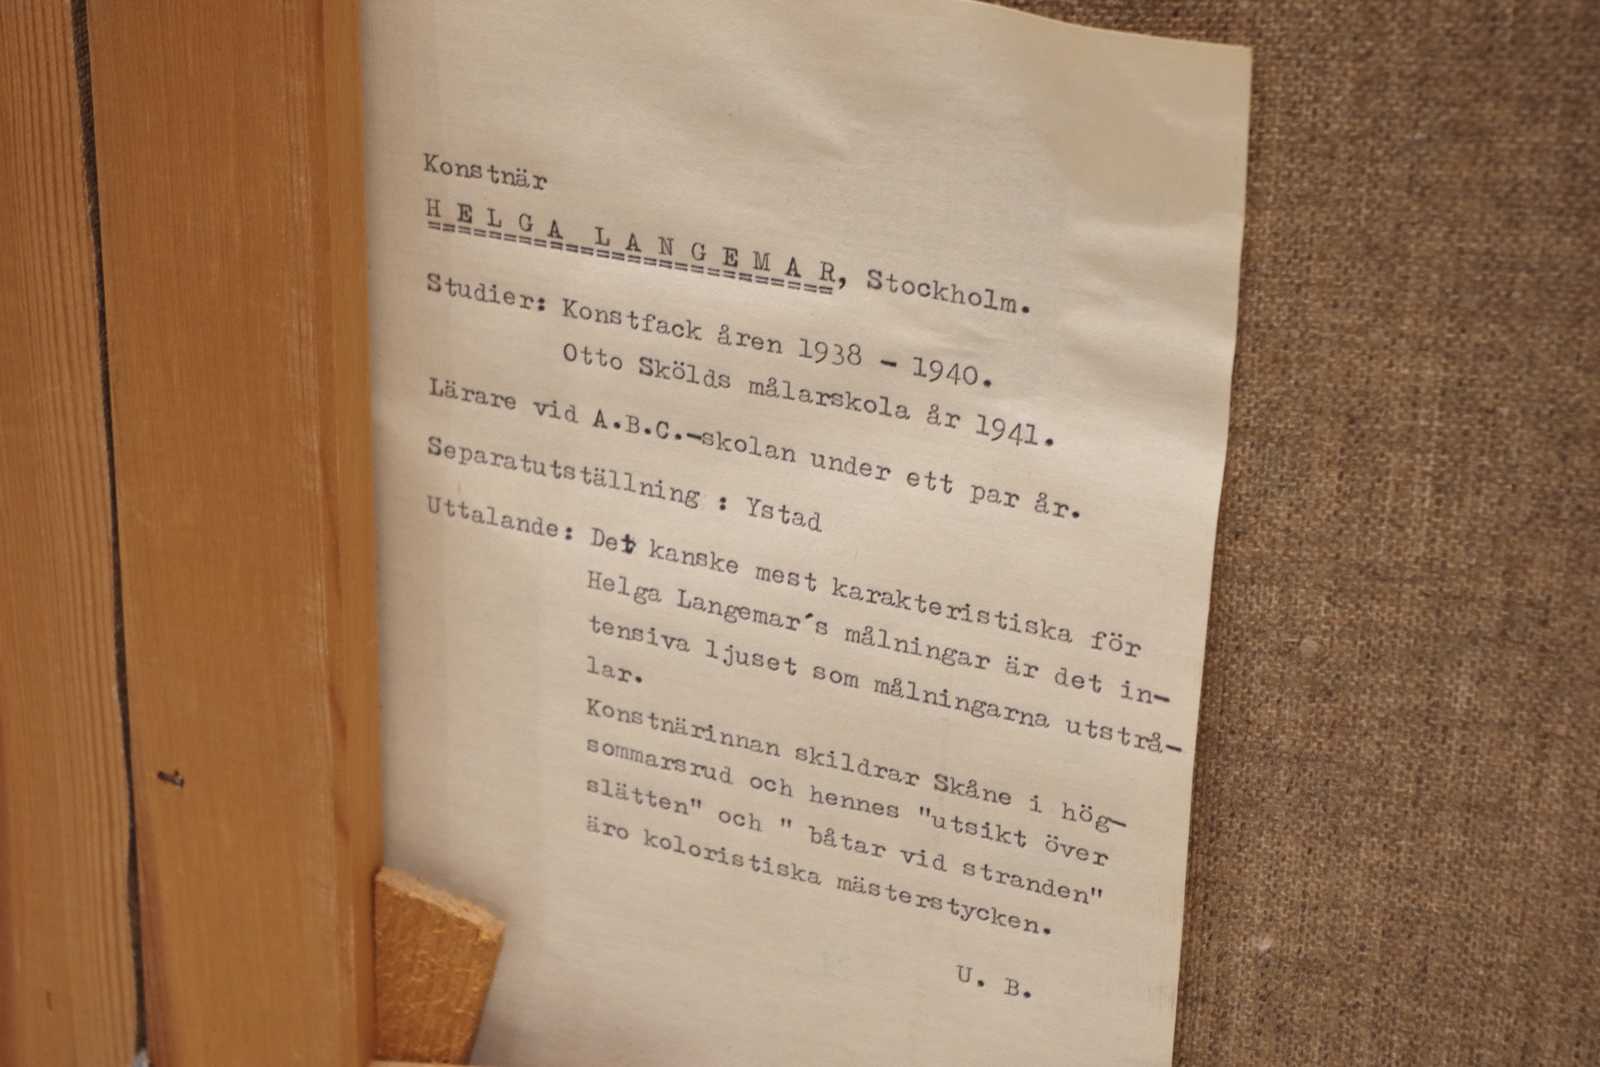 Konstnär
H E L G A  L A N G E M A R, Stockholm.
Studier: Konstfack åren 1938 - 1940.
Otto Skölds målarskola år 1941.
Lärare vid A.B.C.-skolan under ett par år.
Separatutställning : Ystad
Uttalande: Det kanske mest karakteristiska för
Helga Langemar´s målningar är det in-
tensiva ljuset som målningarna utstrå-
lar.
Konstnärinnan skildrar Skåne i hög-
sommarsrud och hennes "utsikt över
slätten" och " båtar vid stranden"
äro koloristiska mästerstycken.
U. B.